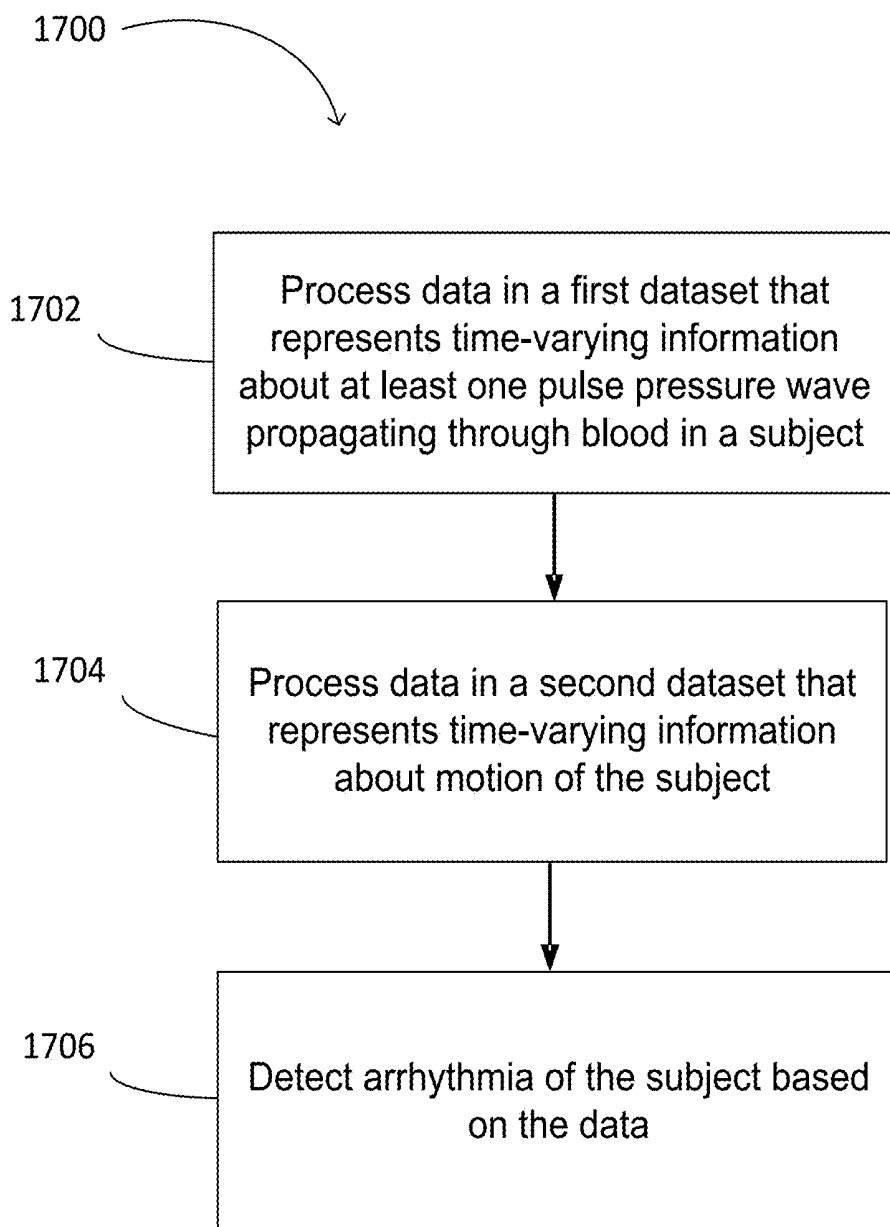 1700
1702
Process data in a first dataset that
represents time-varying information
about at least one pulse pressure wave
propagating through blood in a subject
1704
Process data in a second dataset that
represents time-varying information
about motion of the subject
1706
Detect arrhythmia of the subject based
on the data